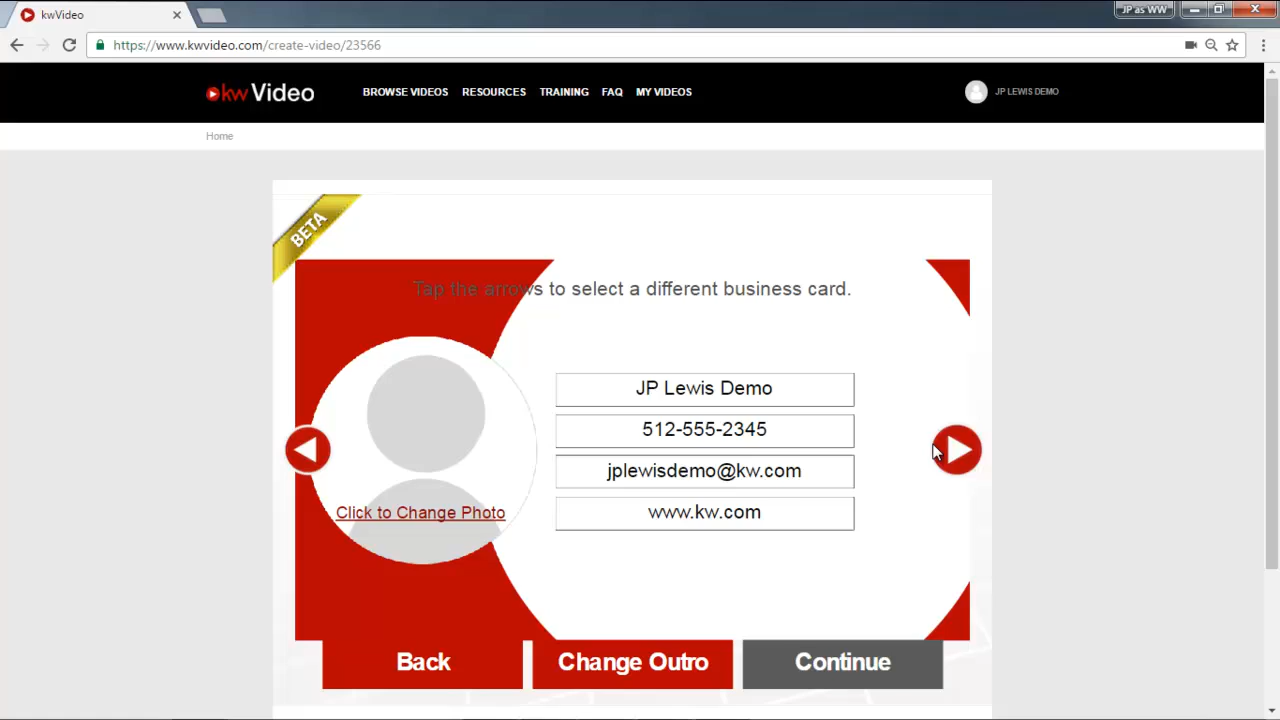 kwVideo
JP as WW
https://www.kwvideo.com/create-video/23566
kw Video
BROWSE VIDEOS
RESOURCES
TRAINING
FAQ
MY VIDEOS
JP LEWIS DEMO
Home
BETA
Tap the arrows to select a different business card.
JP Lewis Demo
512-555-2345
jplewisdemo@kw.com
www.kw.com
Click to Change Photo
Back
Change Outro
Continue